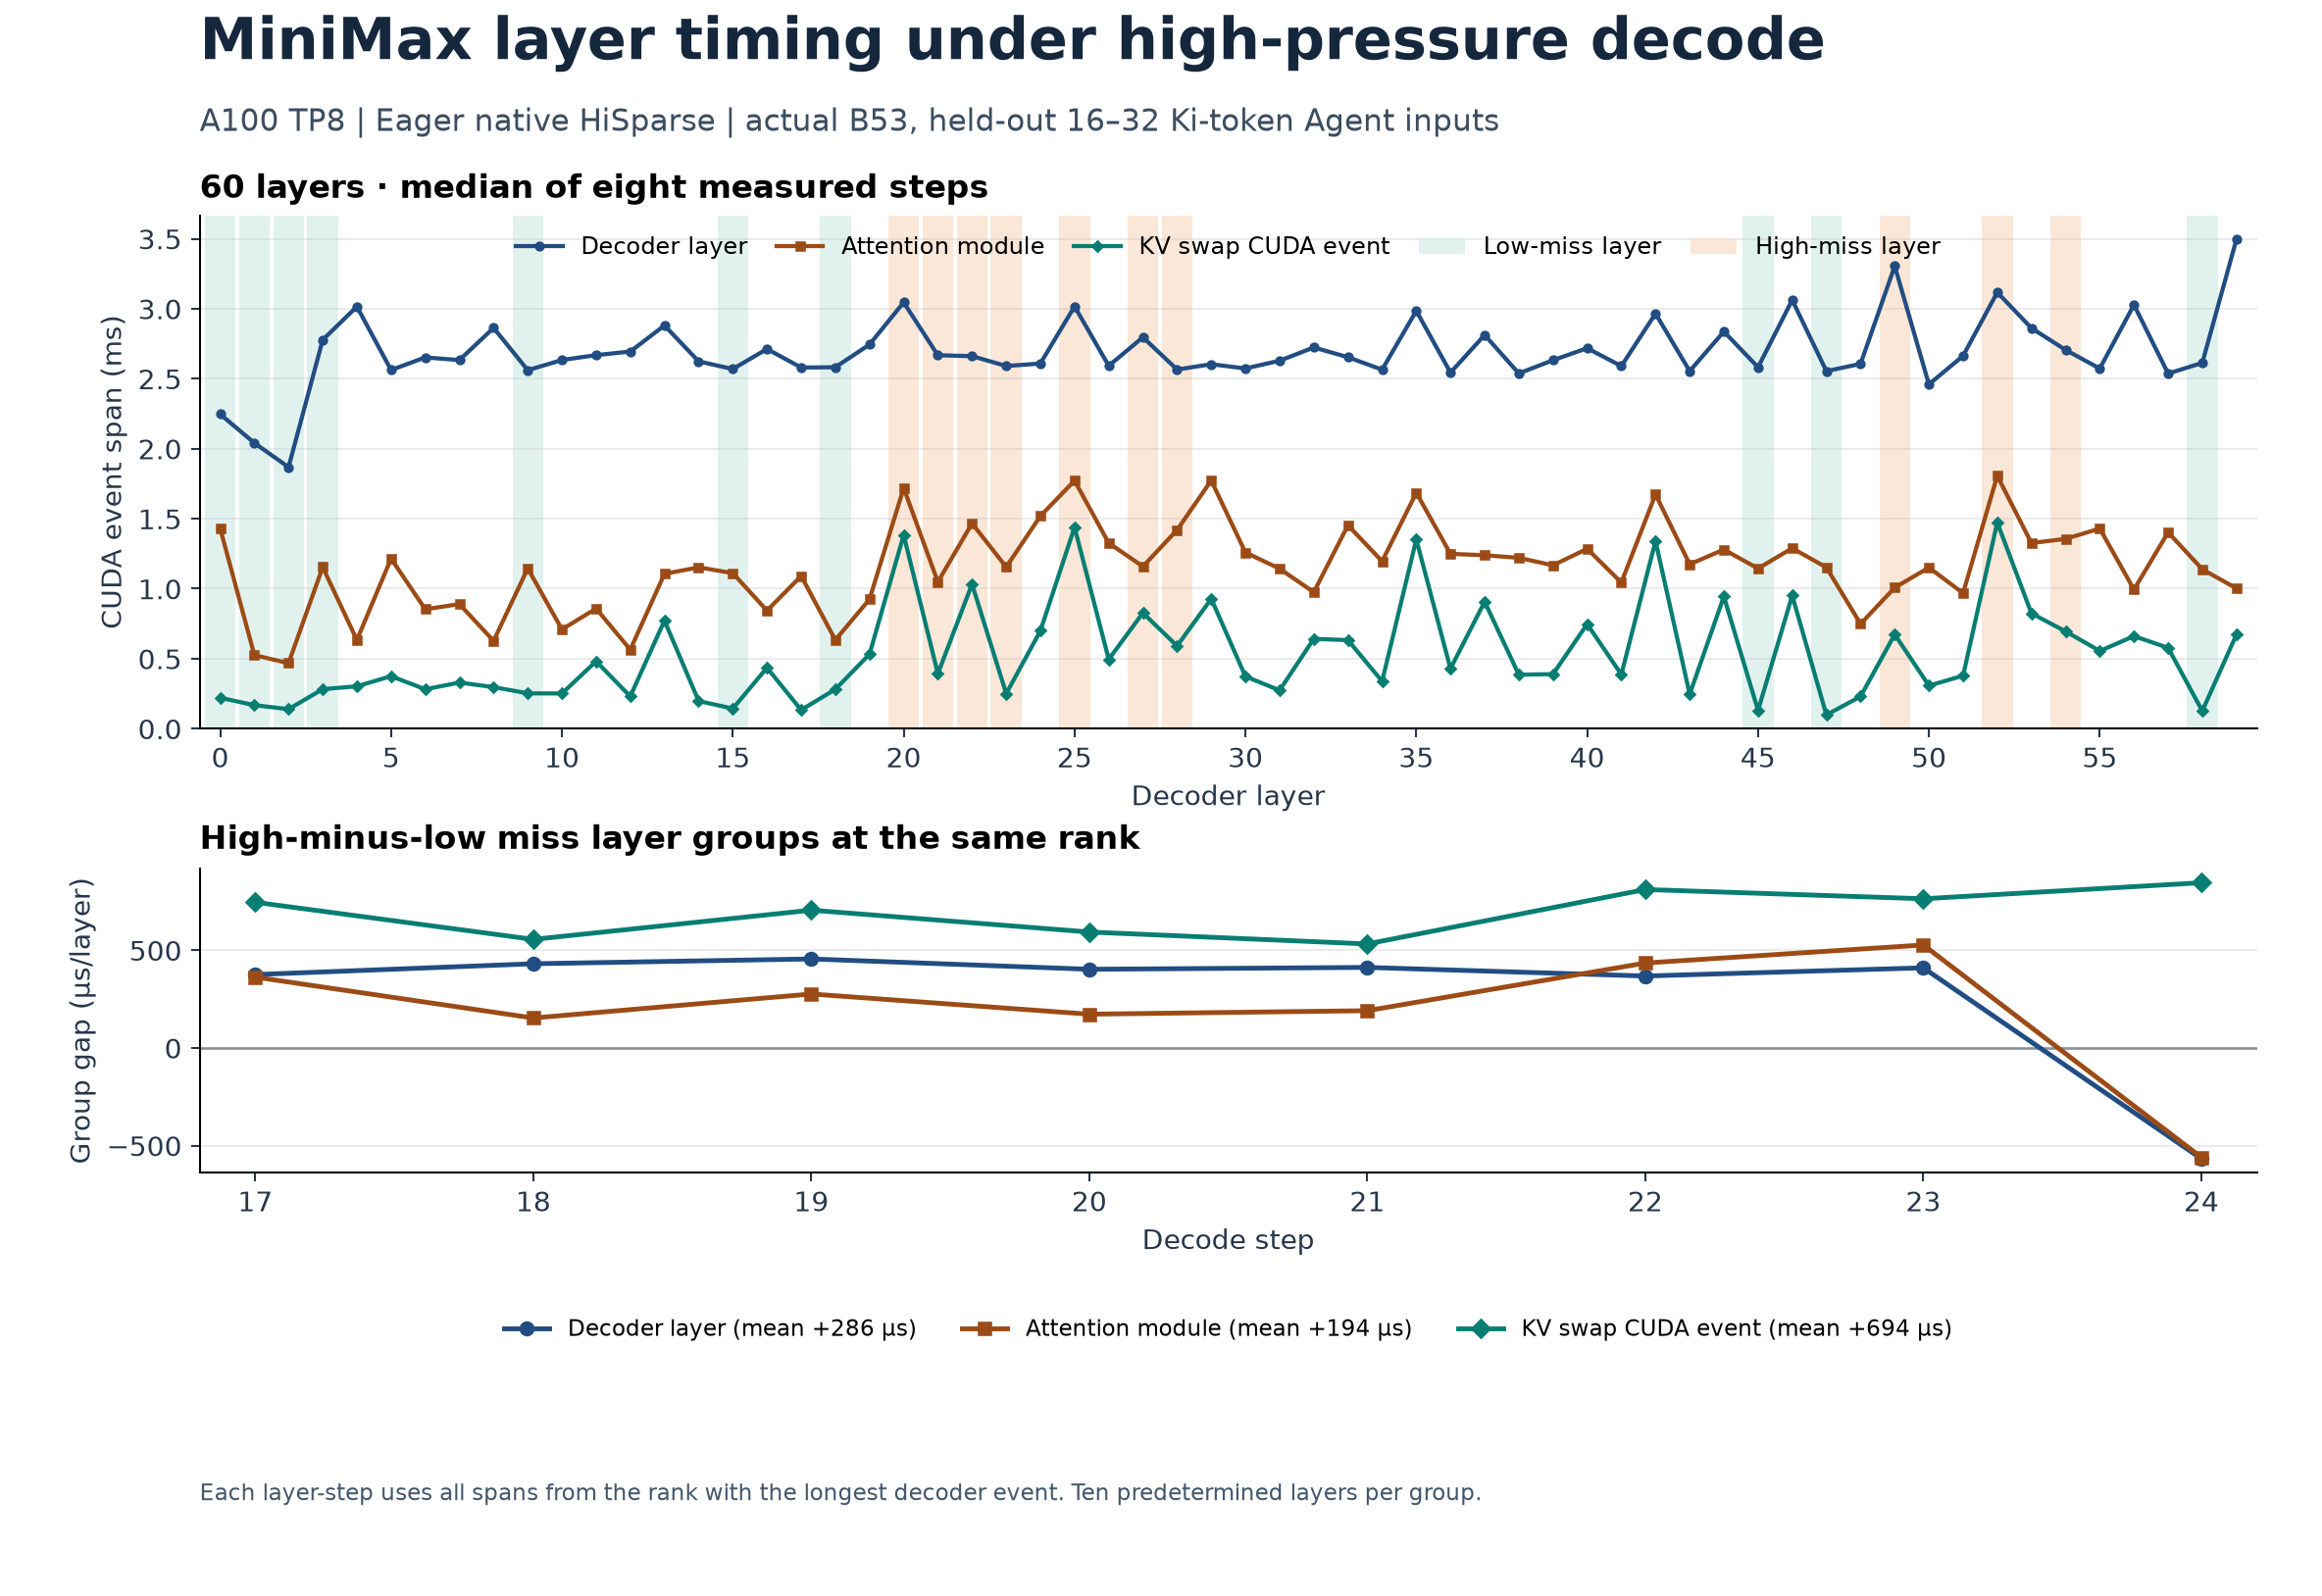 MiniMax layer timing under high-pressure decode
A100 TP8 | Eager native HiSparse | actual B53, held-out 16–32 Ki-token Agent inputs
60 layers · median of eight measured steps
Decoder layer
Attention module
KV swap CUDA event
Low-miss layer
High-miss layer
CUDA event span (ms)
3.5
3.0
2.5
2.0
1.5
1.0
0.5
0.0
0 5 10 15 20 25 30 35 40 45 50 55
Decoder layer
High-minus-low miss layer groups at the same rank
Group gap (µs/layer)
500
0
−500
17 18 19 20 21 22 23 24
Decode step
Decoder layer (mean +286 µs)
Attention module (mean +194 µs)
KV swap CUDA event (mean +694 µs)
Each layer-step uses all spans from the rank with the longest decoder event. Ten predetermined layers per group.